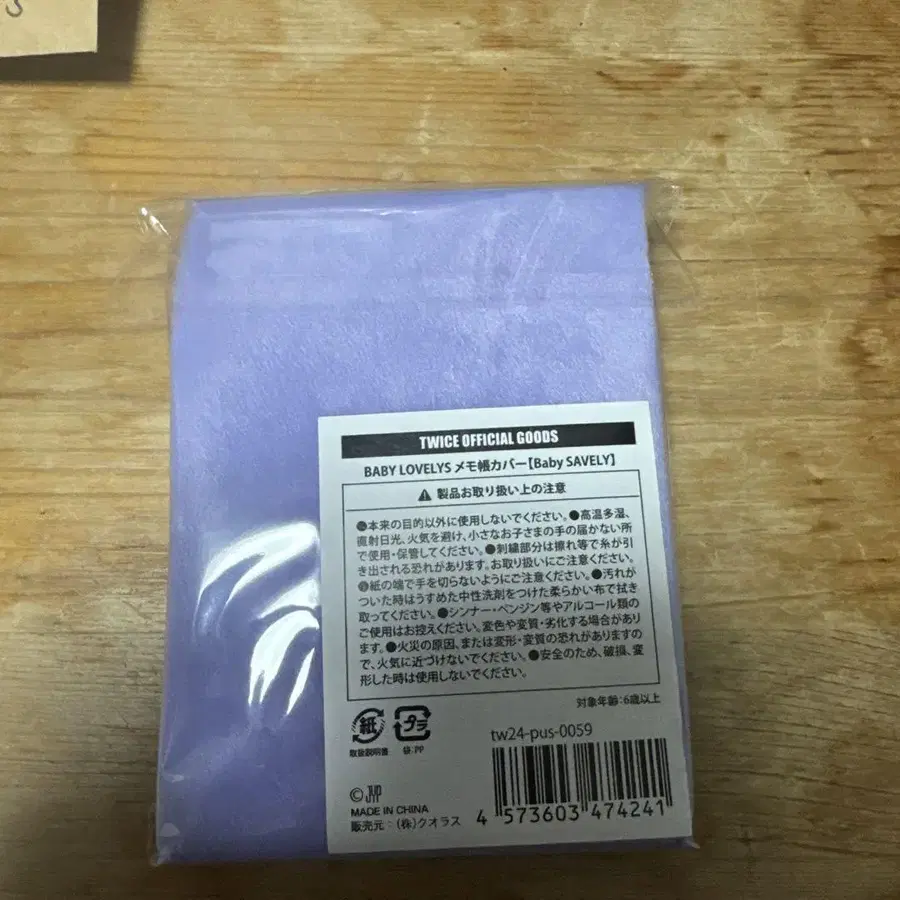 TWICE OFFICIAL GOODS
BABY LOVELYS メモ帳カバー【Baby SAVELY】
⚠ 製品お取り扱い上の注意
●本来の目的以外に使用しないでください。●高温多湿、
直射日光、火気を避け、小さなお子さまの手の届かない所
で使用・保管してください。●刺繍部分は擦れ等で糸が引
き出される恐れがあります。お取り扱いにご注意ください。
●紙の端で手を切らないようにご注意ください。●汚れが
ついた時はうすめた中性洗剤をつけた柔らかい布で拭き
取ってください。●シンナー・ベンジン等やアルコール類の
ご使用はお控えください。変色や変質・劣化する場合があり
ます。●火災の原因、または変形・変質の恐れがありますの
で、火気に近づけないでください。●安全のため、破損、変
形した時は使用しないでください。
対象年齢:6歳以上
紙
取扱説明書
プラ
袋:PP
tw24-pus-0059
© JYP
MADE IN CHINA
販売元:(株)クオラス
4 573603 474241